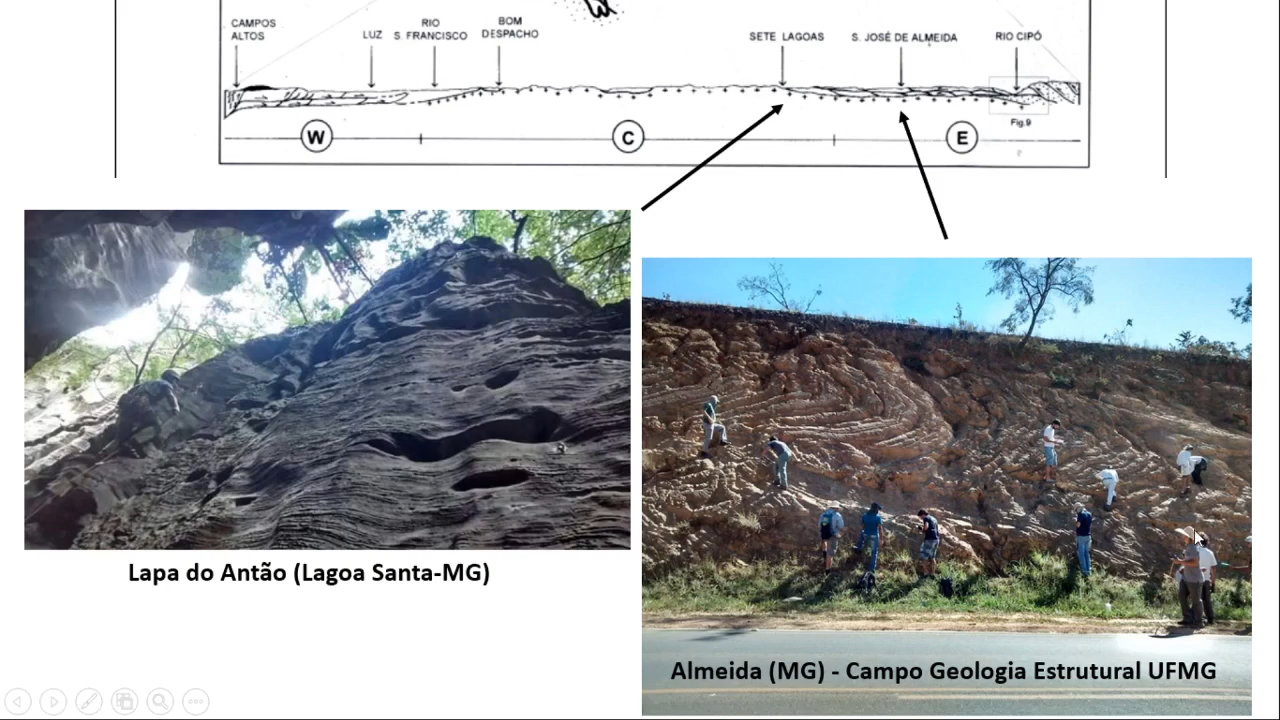 CAMPOS
ALTOS
LUZ
RIO
S. FRANCISCO
BOM
DESPACHO
SETE LAGOAS
S. JOSÉ DE ALMEIDA
RIO CIPÓ
Fig.9
W
C
E
Lapa do Antão (Lagoa Santa-MG)
Almeida (MG) - Campo Geologia Estrutural UFMG